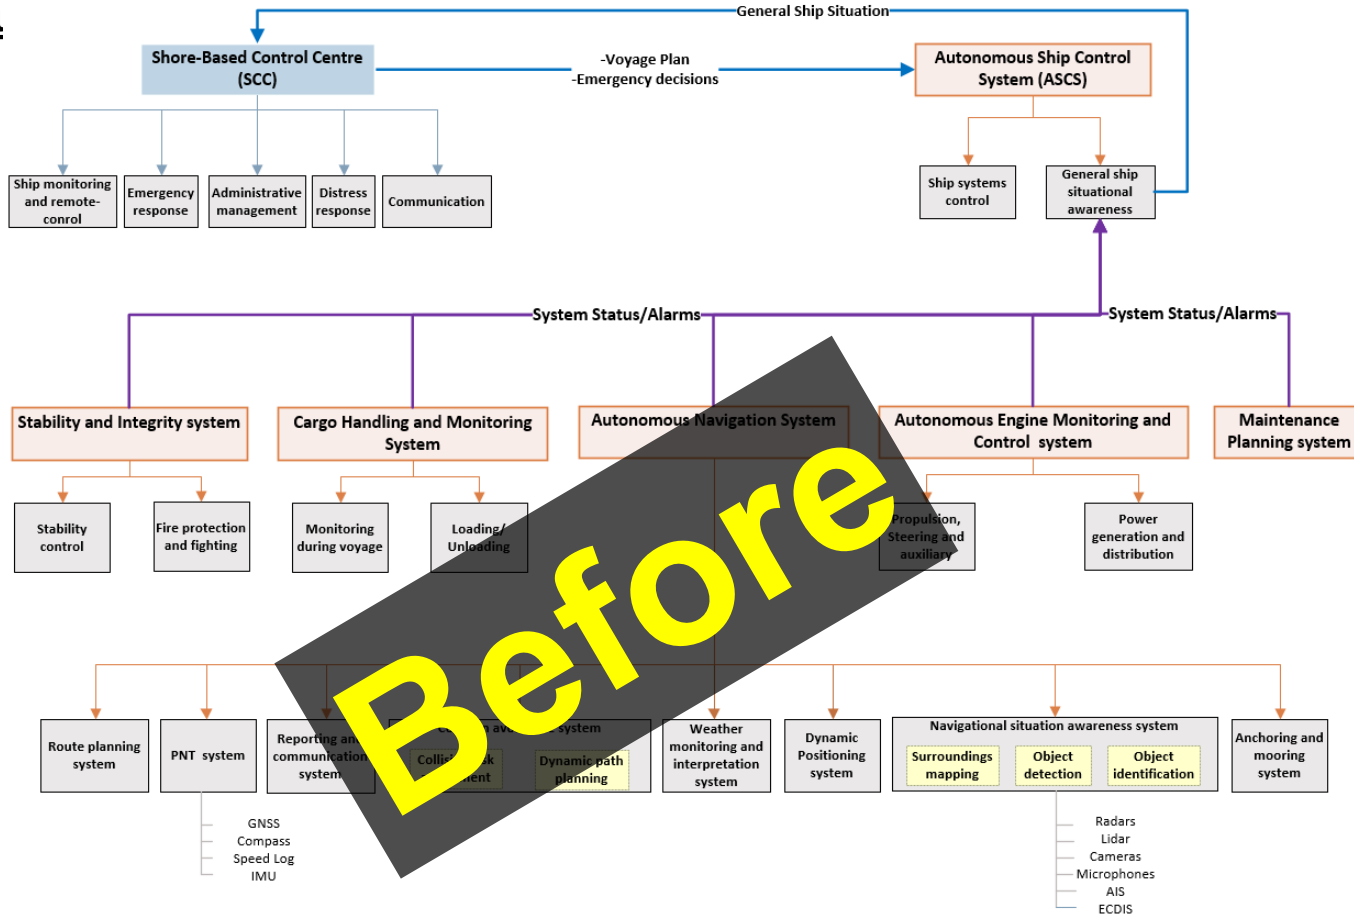 General Ship Situation
Shore-Based Control Centre
(SCC)
-Voyage Plan
-Emergency decisions
Autonomous Ship Control
System (ASCS)
Ship monitoring
and remote-
conrol
Emergency
response
Administrative
management
Distress
response
Communication
Ship systems
control
General ship
situational
awareness
System Status/Alarms
System Status/Alarms
Stability and Integrity system
Cargo Handling and Monitoring
System
Autonomous Navigation System
Autonomous Engine Monitoring and
Control system
Maintenance
Planning system
Stability
control
Fire protection
and fighting
Monitoring
during voyage
Loading/
Unloading
Propulsion,
Steering and
auxiliary
Power
generation and
distribution
Before
Route planning
system
PNT system
Reporting and
communication
system
system
Dynamic path
planning
Weather
monitoring and
interpretation
system
Dynamic
Positioning
system
Navigational situation awareness system
Surroundings
mapping
Object
detection
Object
identification
Anchoring and
mooring
system
GNSS
Compass
Speed Log
IMU
Radars
Lidar
Cameras
Microphones
AIS
ECDIS